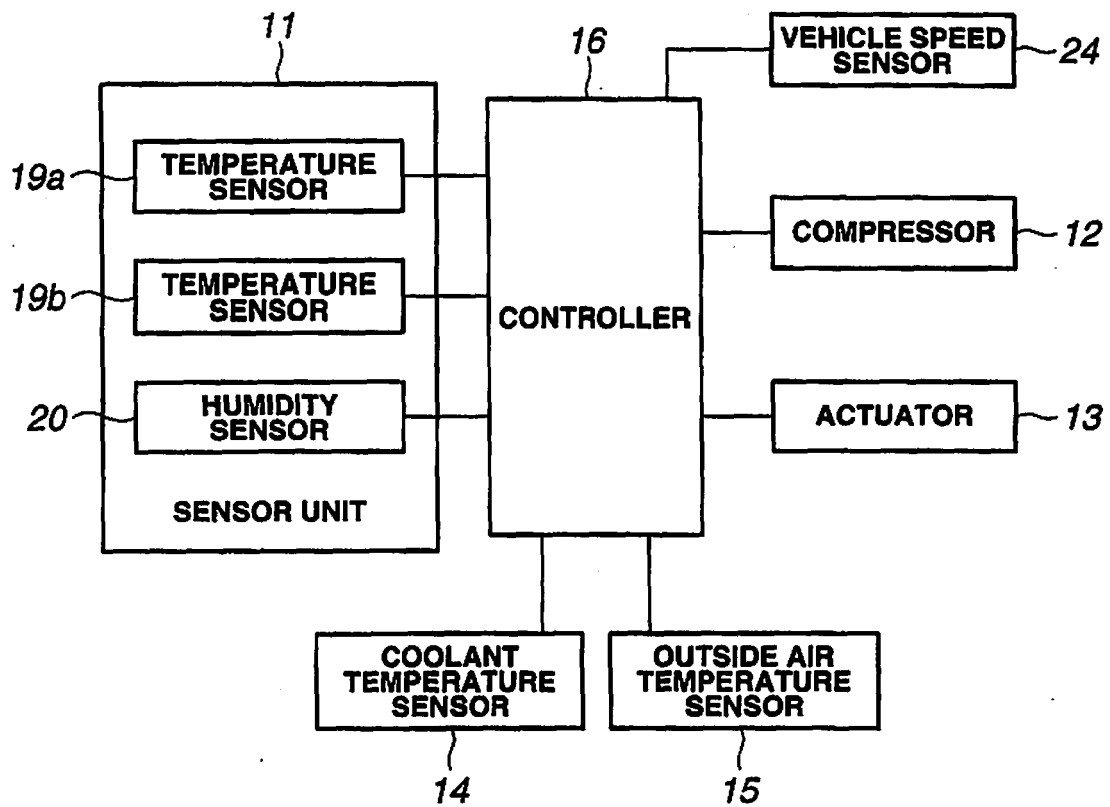 11
16
VEHICLE SPEED
SENSOR
24
19a
TEMPERATURE
SENSOR
COMPRESSOR
12
19b
TEMPERATURE
SENSOR
CONTROLLER
20
HUMIDITY
SENSOR
ACTUATOR
13
SENSOR UNIT
COOLANT
TEMPERATURE
SENSOR
OUTSIDE AIR
TEMPERATURE
SENSOR
14
15